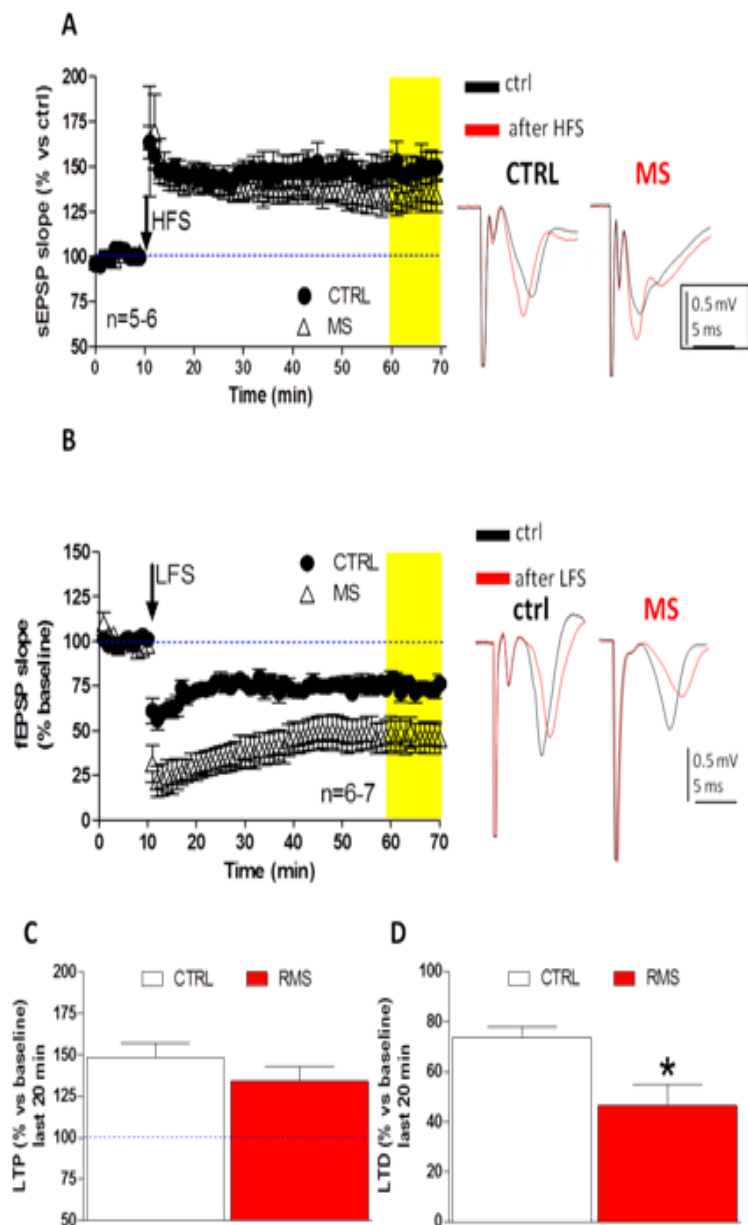 A
sEPSP slope (% vs ctrl)
200
175
150
125
100
75
50
HFS
n=5-6
CTRL
MS
0 10 20 30 40 50 60 70
Time (min)
ctrl
after HFS
CTRL MS
0.5 mV
5 ms
B
fEPSP slope
(% baseline)
150
125
100
75
50
25
0
LFS
CTRL
MS
n=6-7
0 10 20 30 40 50 60 70
Time (min)
ctrl
after LFS
ctrl MS
0.5 mV
5 ms
C
LTP (% vs baseline)
last 20 min
200
175
150
125
100
75
50
CTRL RMS
D
LTD (% vs baseline)
last 20 min
100
80
60
40
20
0
CTRL RMS
*